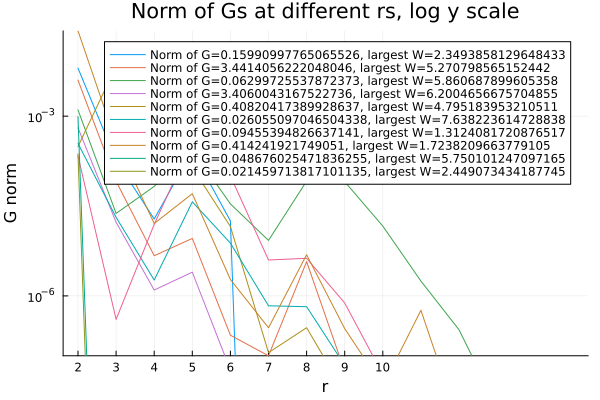 Norm of Gs at different rs, log y scale
Norm of G=0.15990097765065526, largest W=2.3493858129648433
Norm of G=3.4414056222048046, largest W=5.270798565152442
Norm of G=0.06299725537872373, largest W=5.860687899605358
Norm of G=3.4060043167522736, largest W=6.2004656675704855
Norm of G=0.40820417389928637, largest W=4.795183953210511
Norm of G=0.026055097046504338, largest W=7.638223614728838
Norm of G=0.09455394826637141, largest W=1.3124081720876517
Norm of G=0.414241921749051, largest W=1.7238209663779105
Norm of G=0.048676025471836255, largest W=5.750101247097165
Norm of G=0.021459713817101135, largest W=2.449073434187745
G norm
10⁻³
10⁻⁶
2 3 4 5 6 7 8 9 10
r